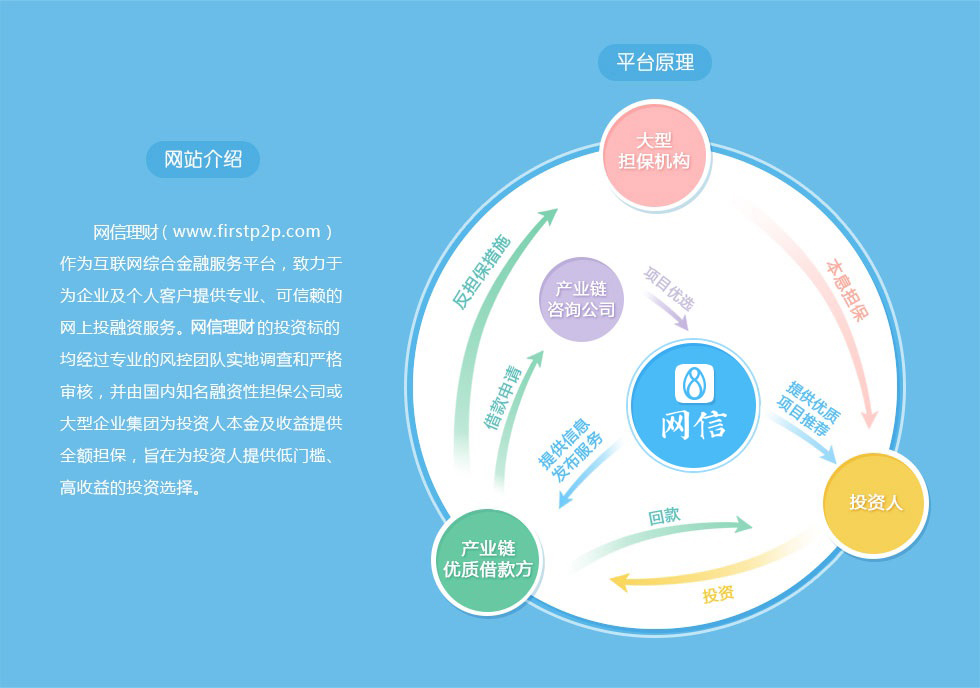 网站介绍
网信理财（www.firstp2p.com）
作为互联网综合金融服务平台，致力于
为企业及个人客户提供专业、可信赖的
网上投融资服务。网信理财的投资标的
均经过专业的风控团队实地调查和严格
审核，并由国内知名融资性担保公司或
大型企业集团为投资人本金及收益提供
全额担保，旨在为投资人提供低门槛、
高收益的投资选择。
平台原理
大型
担保机构
反担保措施
产业链
咨询公司
项目优选
本息担保
借款申请
网信
提供优质
项目推荐
提供信息
发布服务
投资人
回款
产业链
优质借款方
投资